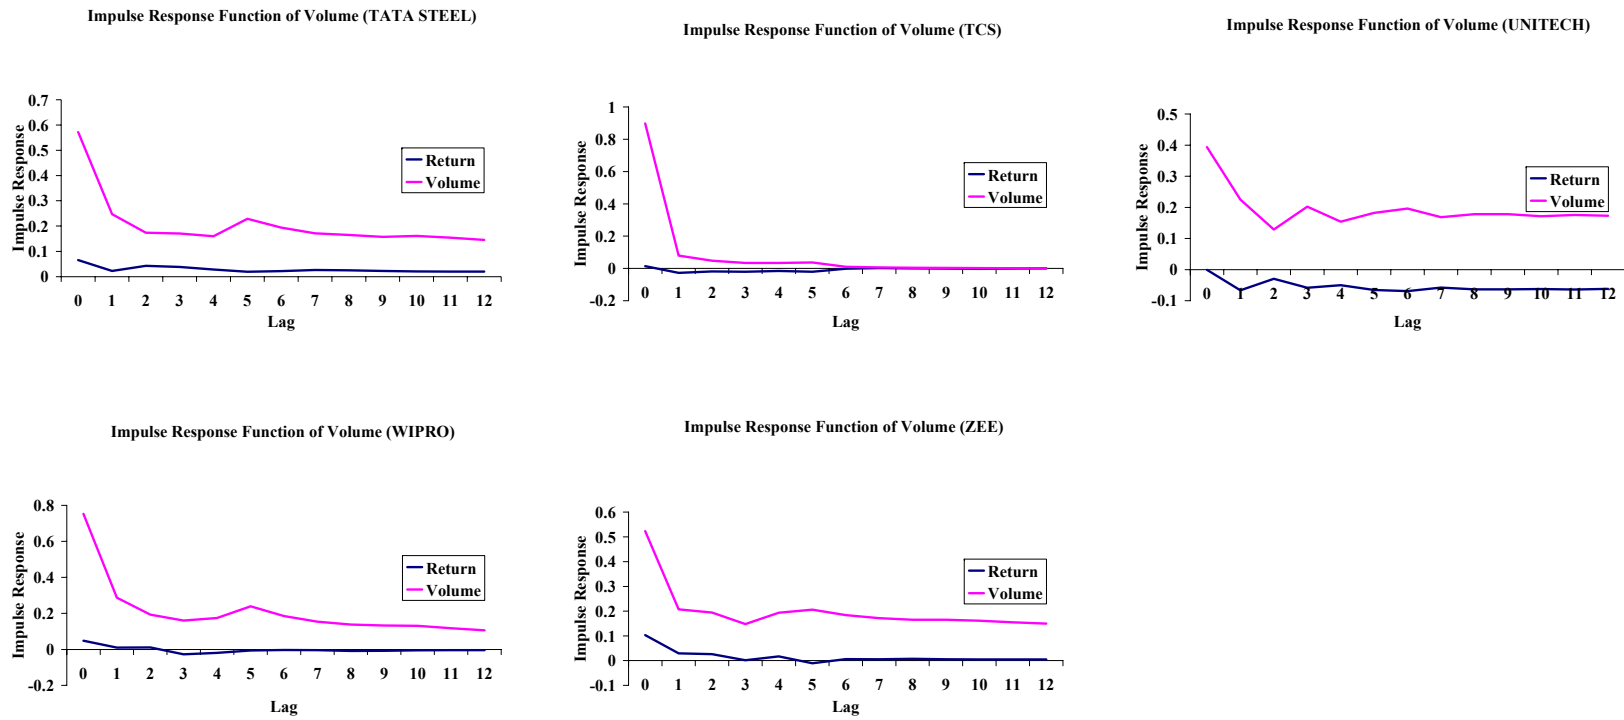 Impulse Response Function of Volume (TATA STEEL)
0.7
0.6
0.5
0.4
0.3
0.2
0.1
0
Impulse Response
Return
Volume
0 1 2 3 4 5 6 7 8 9 10 11 12
Lag
Impulse Response Function of Volume (TCS)
1
0.8
0.6
0.4
0.2
0
-0.2
Impulse Response
Return
Volume
0 1 2 3 4 5 6 7 8 9 10 11 12
Lag
Impulse Response Function of Volume (UNITECH)
0.5
0.4
0.3
0.2
0.1
0
-0.1
Impulse Response
Return
Volume
0 1 2 3 4 5 6 7 8 9 10 11 12
Lag
Impulse Response Function of Volume (WIPRO)
0.8
0.6
0.4
0.2
0
-0.2
Impulse Response
Return
Volume
0 1 2 3 4 5 6 7 8 9 10 11 12
Lag
Impulse Response Function of Volume (ZEE)
0.6
0.5
0.4
0.3
0.2
0.1
0
-0.1
Impulse Response
Return
Volume
0 1 2 3 4 5 6 7 8 9 10 11 12
Lag